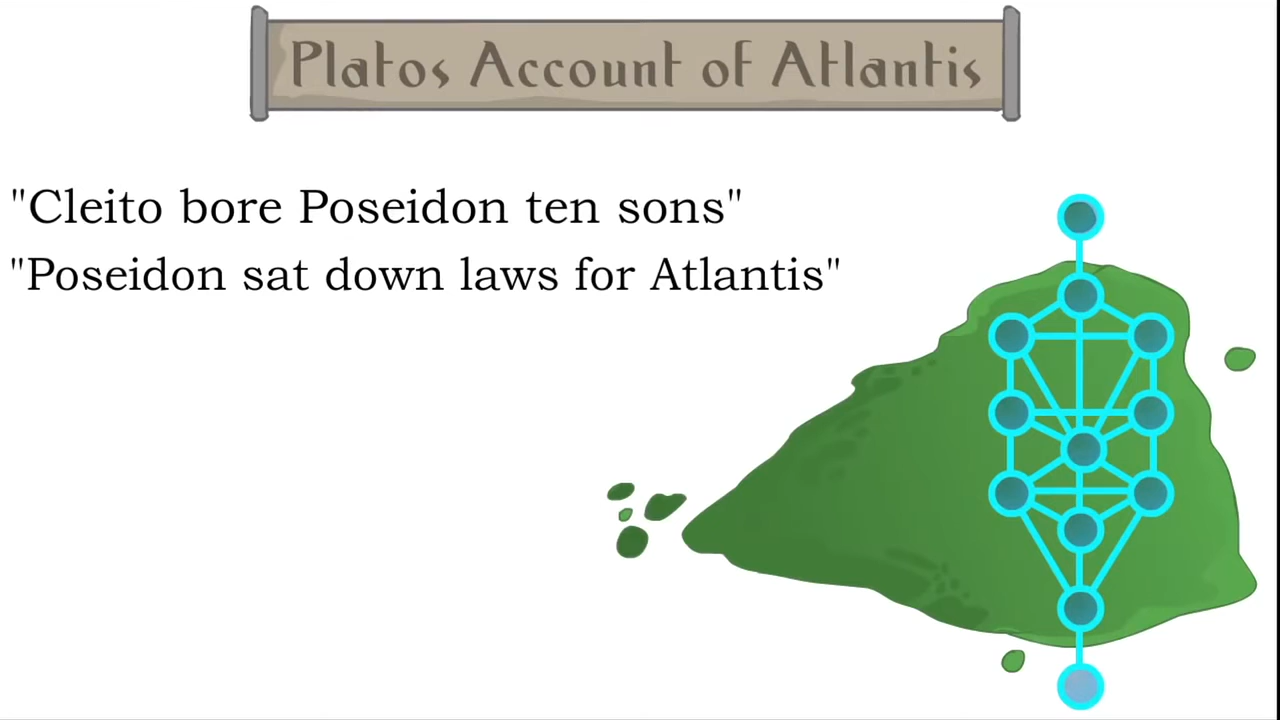 Platos Account of Atlantis
"Cleito bore Poseidon ten sons"
"Poseidon sat down laws for Atlantis"